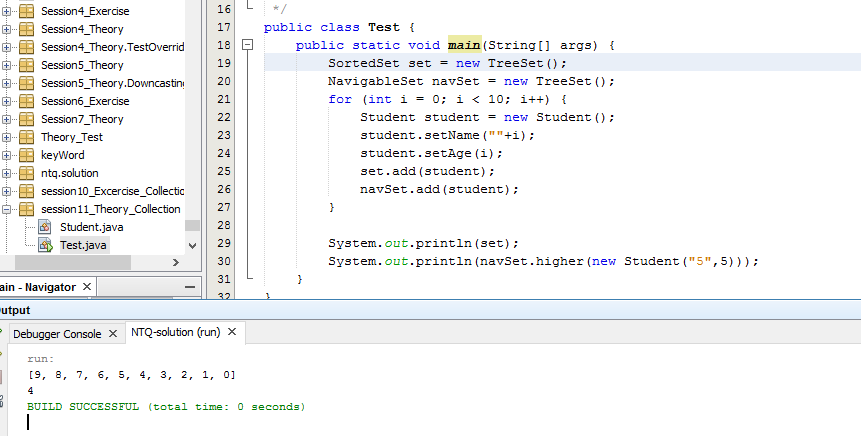 Session4_Exercise
Session4_Theory
Session4_Theory.TestOverrid
Session5_Theory
Session5_Theory.Downcasting
Session6_Exercise
Session7_Theory
Theory_Test
keyWord
ntq.solution
session10_Excercise_Collectio
session11_Theory_Collection
Student.java
Test.java
ain - Navigator
16 */
17 public class Test {
18 public static void main(String[] args) {
19 SortedSet set = new TreeSet();
20 NavigableSet navSet = new TreeSet();
21 for (int i = 0; i < 10; i++) {
22 Student student = new Student();
23 student.setName(""+i);
24 student.setAge(i);
25 set.add(student);
26 navSet.add(student);
27 }
28
29 System.out.println(set);
30 System.out.println(navSet.higher(new Student("5",5)));
31 }
32 }
utput
Debugger Console
NTQ-solution (run)
run:
[9, 8, 7, 6, 5, 4, 3, 2, 1, 0]
4
BUILD SUCCESSFUL (total time: 0 seconds)